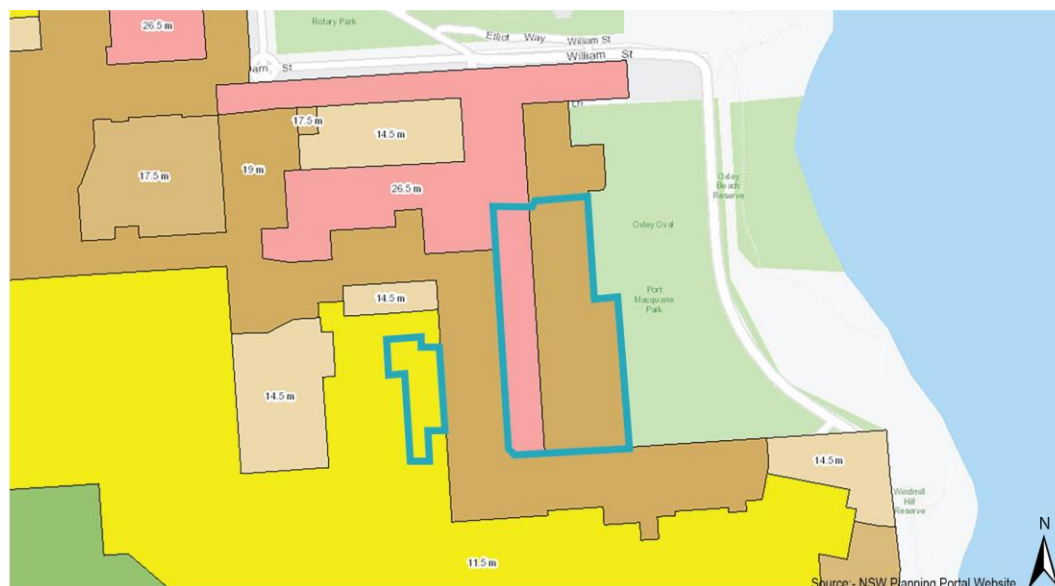 Rotary Park
26.5 m
Elliot Way
William St
iam St
William St
Ln
17.5 m
14.5 m
17.5 m
19 m
26.5 m
Oxley
Beach
Reserve
Oxley Oval
14.5 m
Port
Macquarie
Park
14.5 m
14.5 m
Windmill
Hill
Reserve
11.5 m
N
Source:- NSW Planning Portal Website